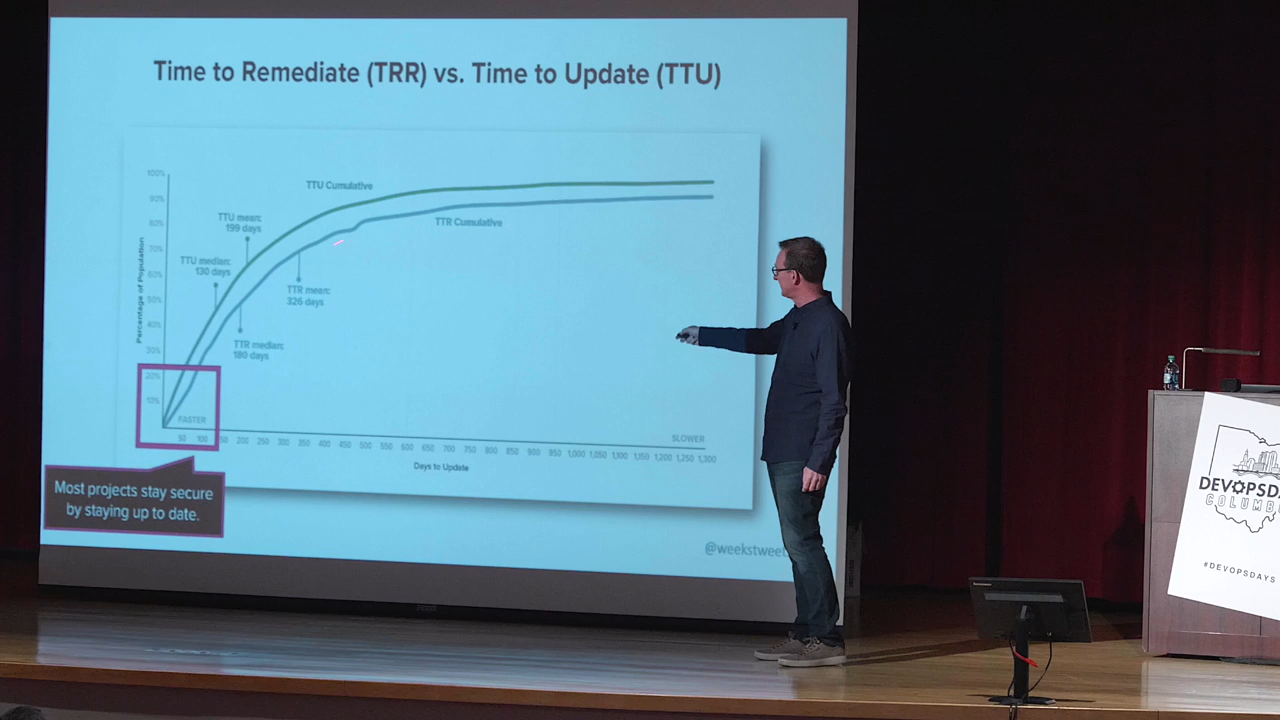 Time to Remediate (TRR) vs. Time to Update (TTU)
100%
90%
80%
70%
60%
50%
40%
30%
20%
10%
Percentage of Population
TTU Cumulative
TTR Cumulative
TTU mean:
199 days
TTU median:
130 days
TTR mean:
326 days
TTR median:
180 days
FASTER
SLOWER
50 100 150 200 250 300 350 400 450 500 550 600 650 700 750 800 850 900 950 1,000 1,050 1,100 1,150 1,200 1,250 1,300
Days to Update
Most projects stay secure
by staying up to date.
@weekstweet
DEVOPSDA
COLUMB
#DEVOPSDAYS